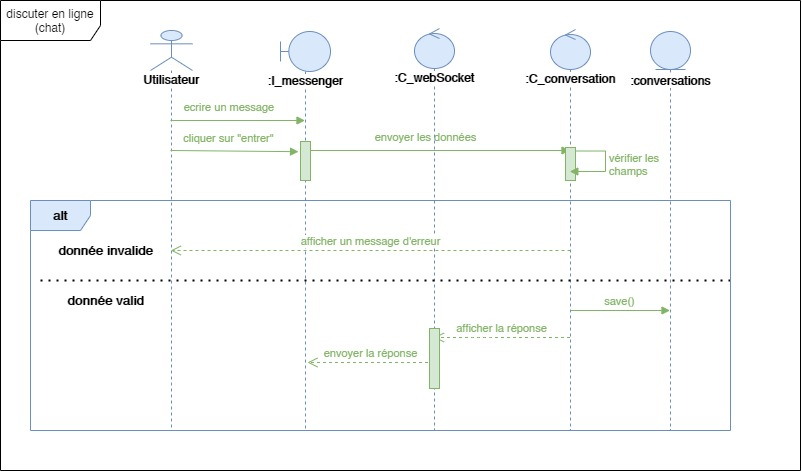 discuter en ligne
(chat)
Utilisateur
:I_messenger
:C_webSocket
:C_conversation
:conversations
ecrire un message
cliquer sur "entrer"
envoyer les données
vérifier les
champs
alt
donnée invalide
afficher un message d'erreur
donnée valid
save()
afficher la réponse
envoyer la réponse